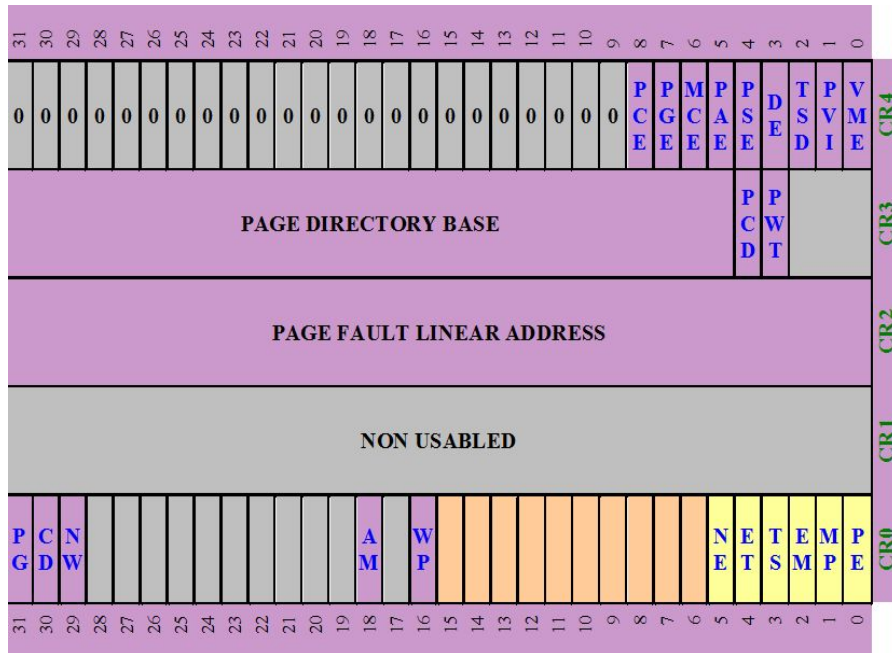 31 30 29 28 27 26 25 24 23 22 21 20 19 18 17 16 15 14 13 12 11 10 9 8 7 6 5 4 3 2 1 0
0 0 0 0 0 0 0 0 0 0 0 0 0 0 0 0 0 0 0 0 0 0 0 PCE PGE MCE PAE PSE DE TSD PVI VME CR4
PAGE DIRECTORY BASE PCD PWT CR3
PAGE FAULT LINEAR ADDRESS CR2
NON USABLED CR1
PG CD NW AM WP NE ET TS EM MP PE CR0
31 30 29 28 27 26 25 24 23 22 21 20 19 18 17 16 15 14 13 12 11 10 9 8 7 6 5 4 3 2 1 0